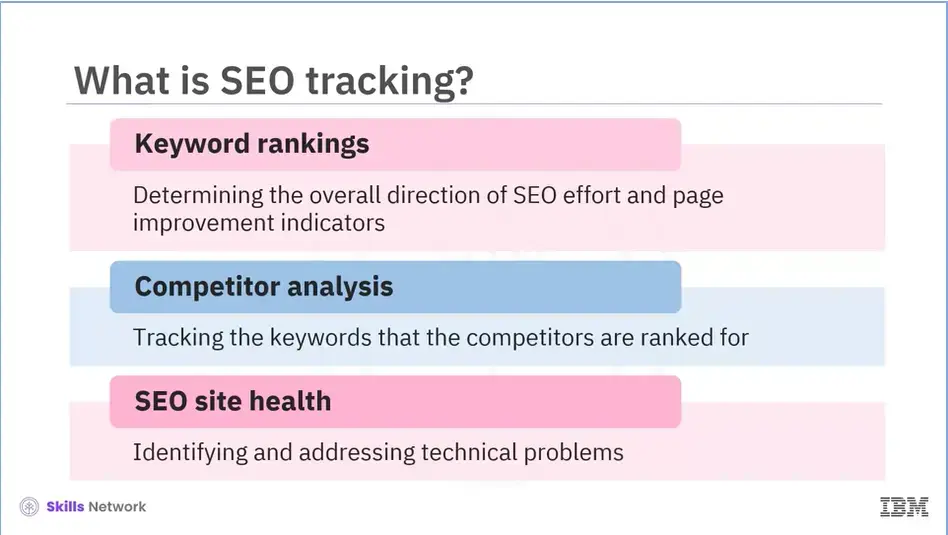 What is SEO tracking?
Keyword rankings
Determining the overall direction of SEO effort and page
improvement indicators
Competitor analysis
Tracking the keywords that the competitors are ranked for
SEO site health
Identifying and addressing technical problems
Skills Network
IBM